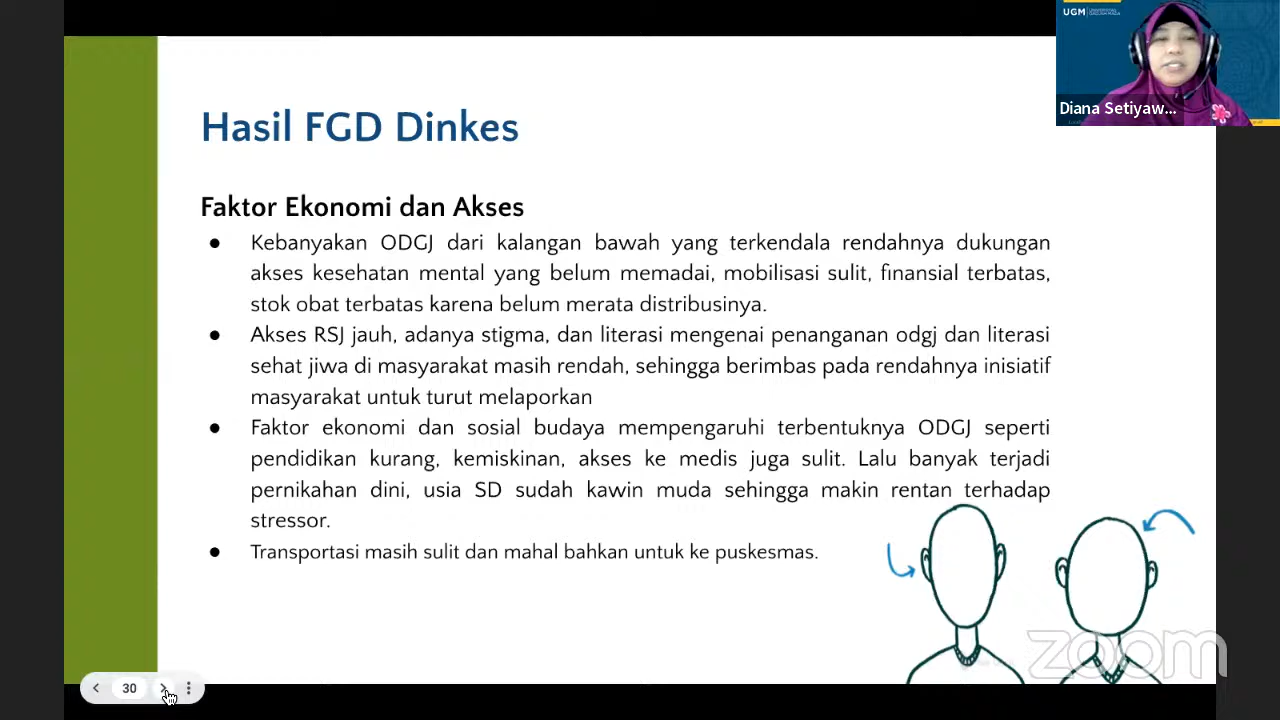 UGM
Diana Setiyaw...
Hasil FGD Dinkes
Faktor Ekonomi dan Akses
● Kebanyakan ODGJ dari kalangan bawah yang terkendala rendahnya dukungan
akses kesehatan mental yang belum memadai, mobilisasi sulit, finansial terbatas,
stok obat terbatas karena belum merata distribusinya.
● Akses RSJ jauh, adanya stigma, dan literasi mengenai penanganan odgj dan literasi
sehat jiwa di masyarakat masih rendah, sehingga berimbas pada rendahnya inisiatif
masyarakat untuk turut melaporkan
● Faktor ekonomi dan sosial budaya mempengaruhi terbentuknya ODGJ seperti
pendidikan kurang, kemiskinan, akses ke medis juga sulit. Lalu banyak terjadi
pernikahan dini, usia SD sudah kawin muda sehingga makin rentan terhadap
stressor.
● Transportasi masih sulit dan mahal bahkan untuk ke puskesmas.
zoom
30